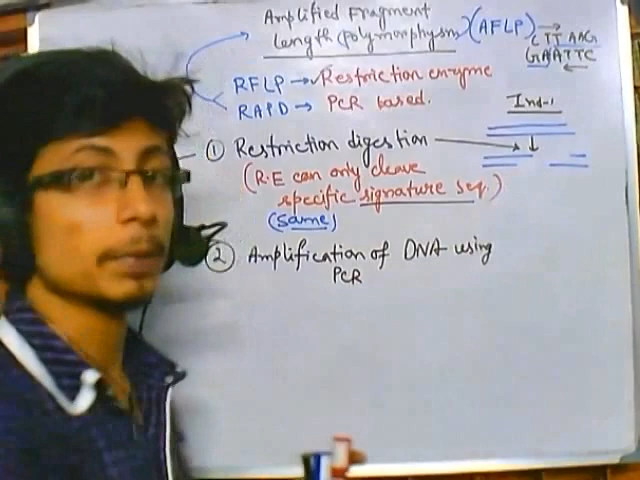 Amplified Fragment
length (polymorphysm) (AFLP)
CTTAAG
GAATTC
RFLP → Restriction enzyme
RAPD → PCR based.
Ind-1
① Restriction digestion
(R.E can only cleave
specific signature seq.)
(same)
② Amplification of DNA using
PCR